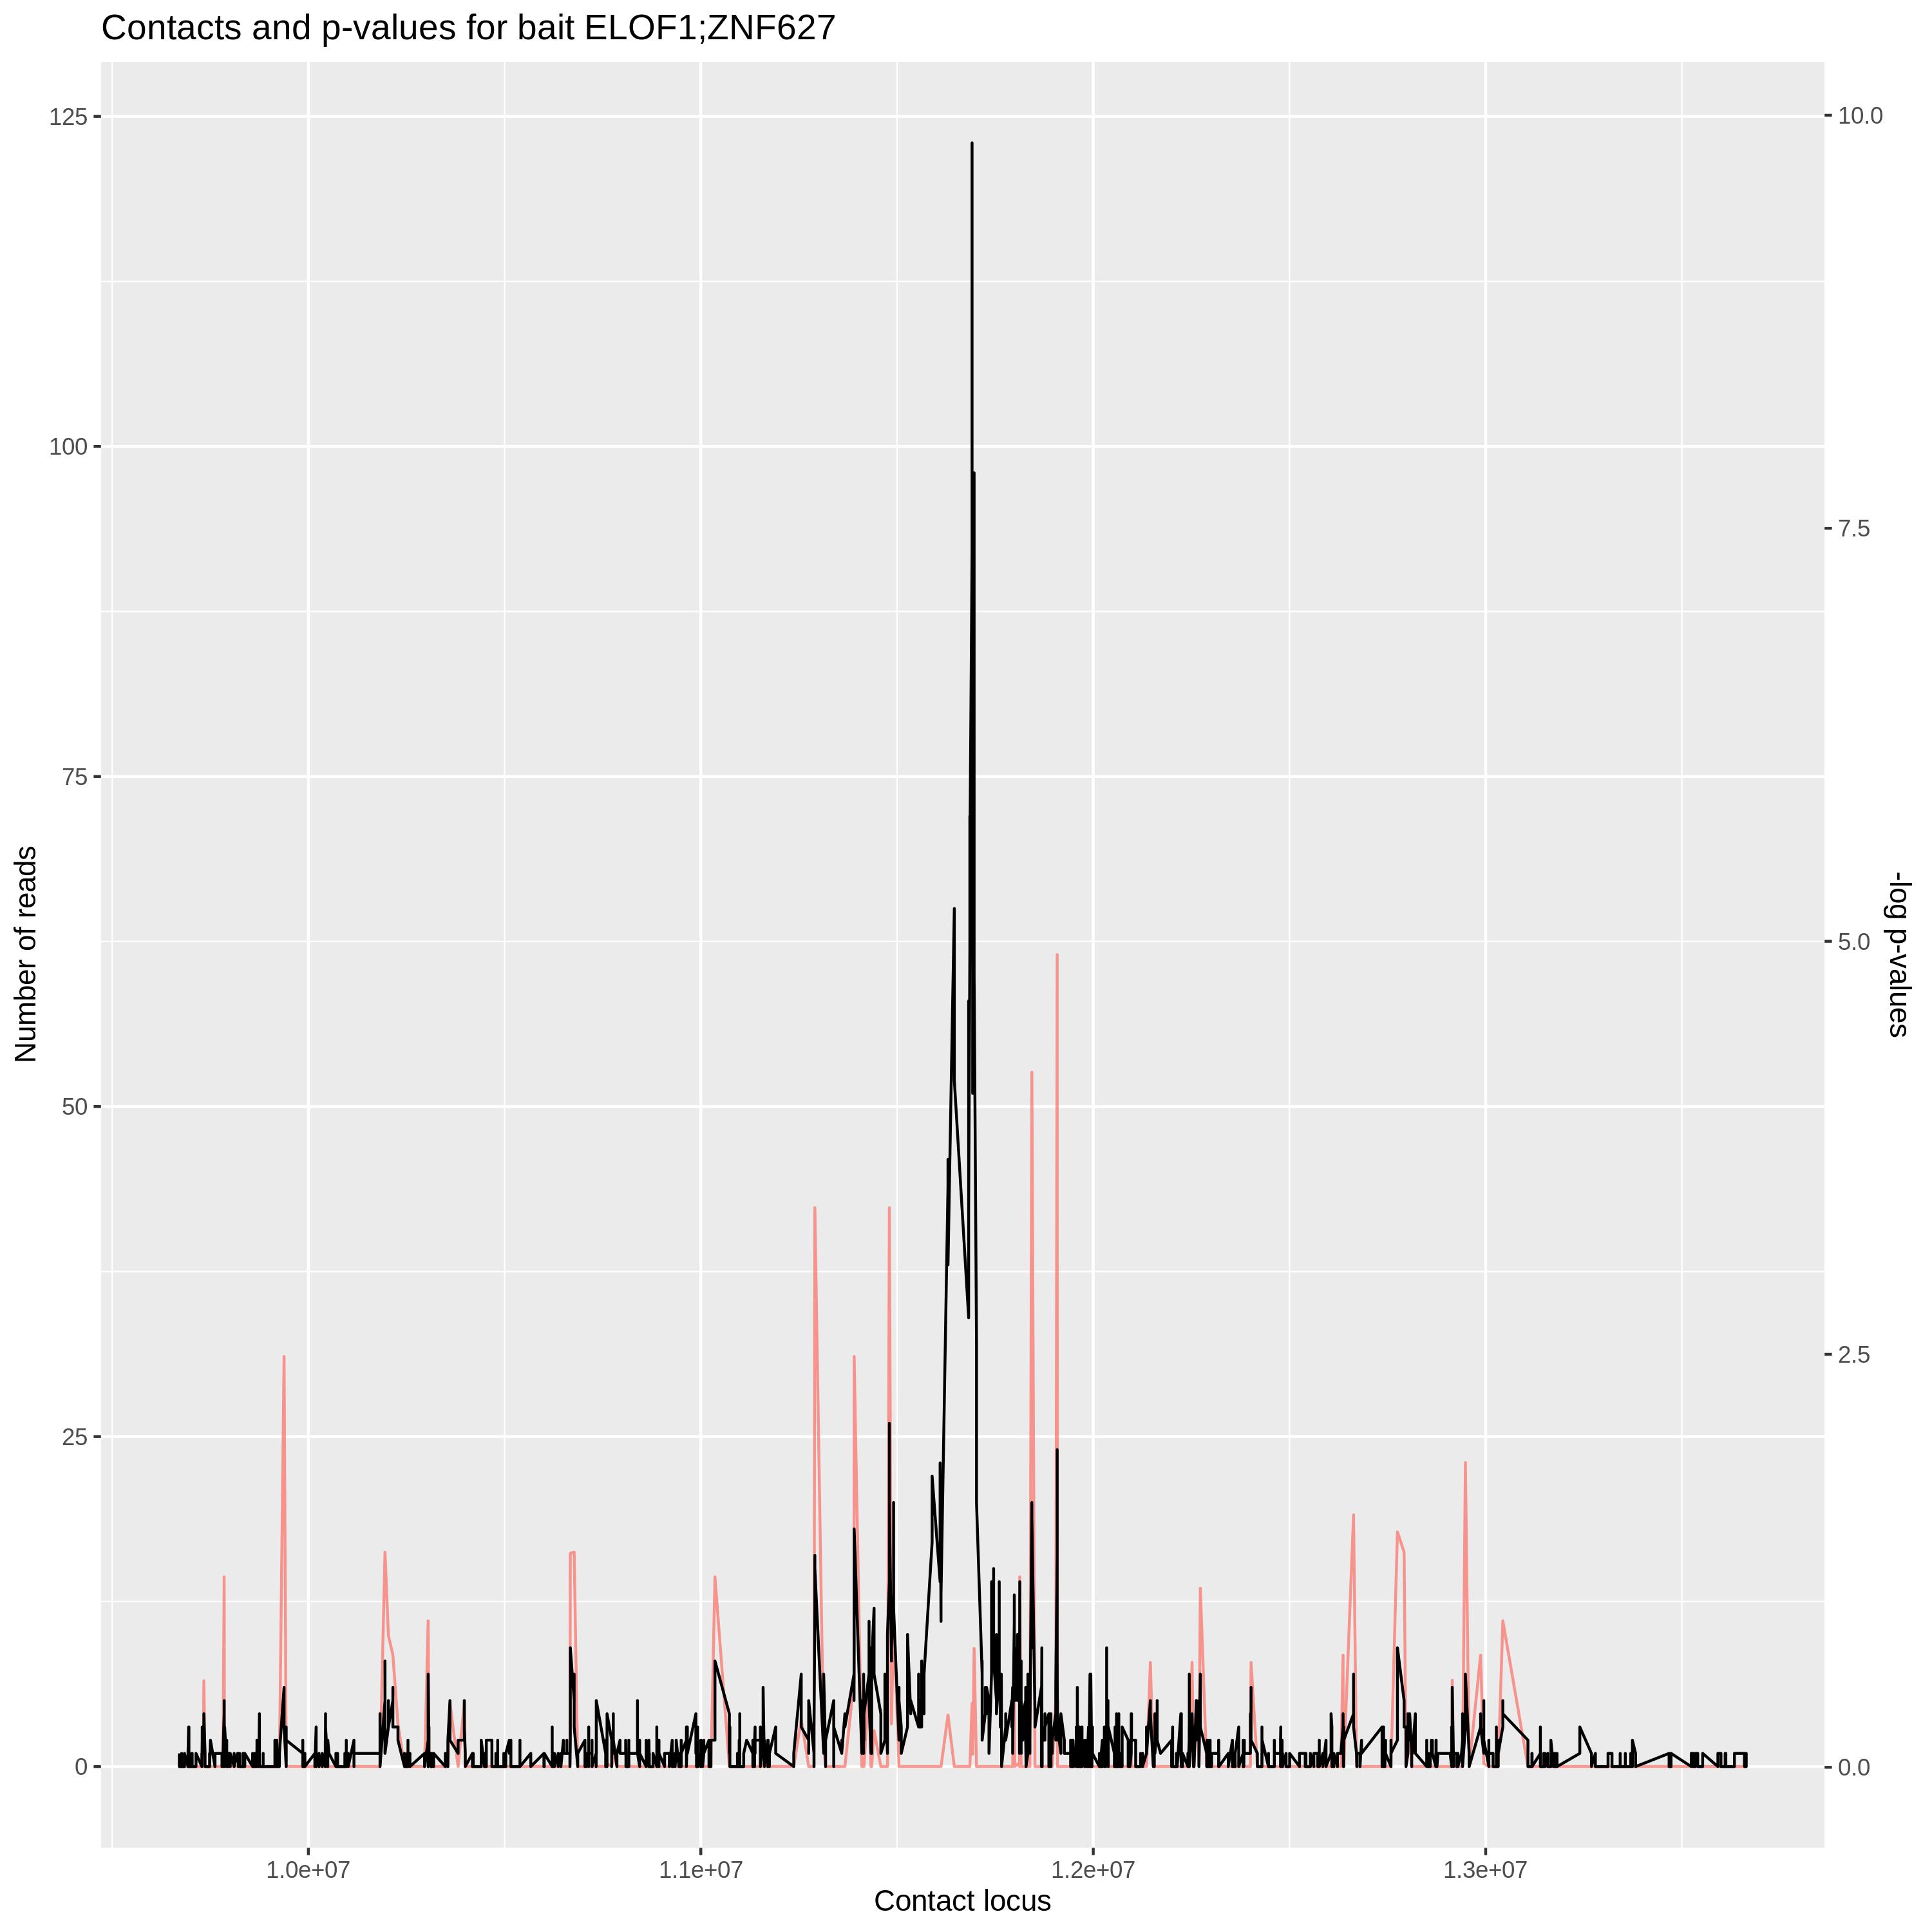 Contacts and p-values for bait ELOF1;ZNF627
125
100
75
50
25
0
Number of reads
10.0
7.5
5.0
2.5
0.0
-log p-values
1.0e+07
1.1e+07
1.2e+07
1.3e+07
Contact locus